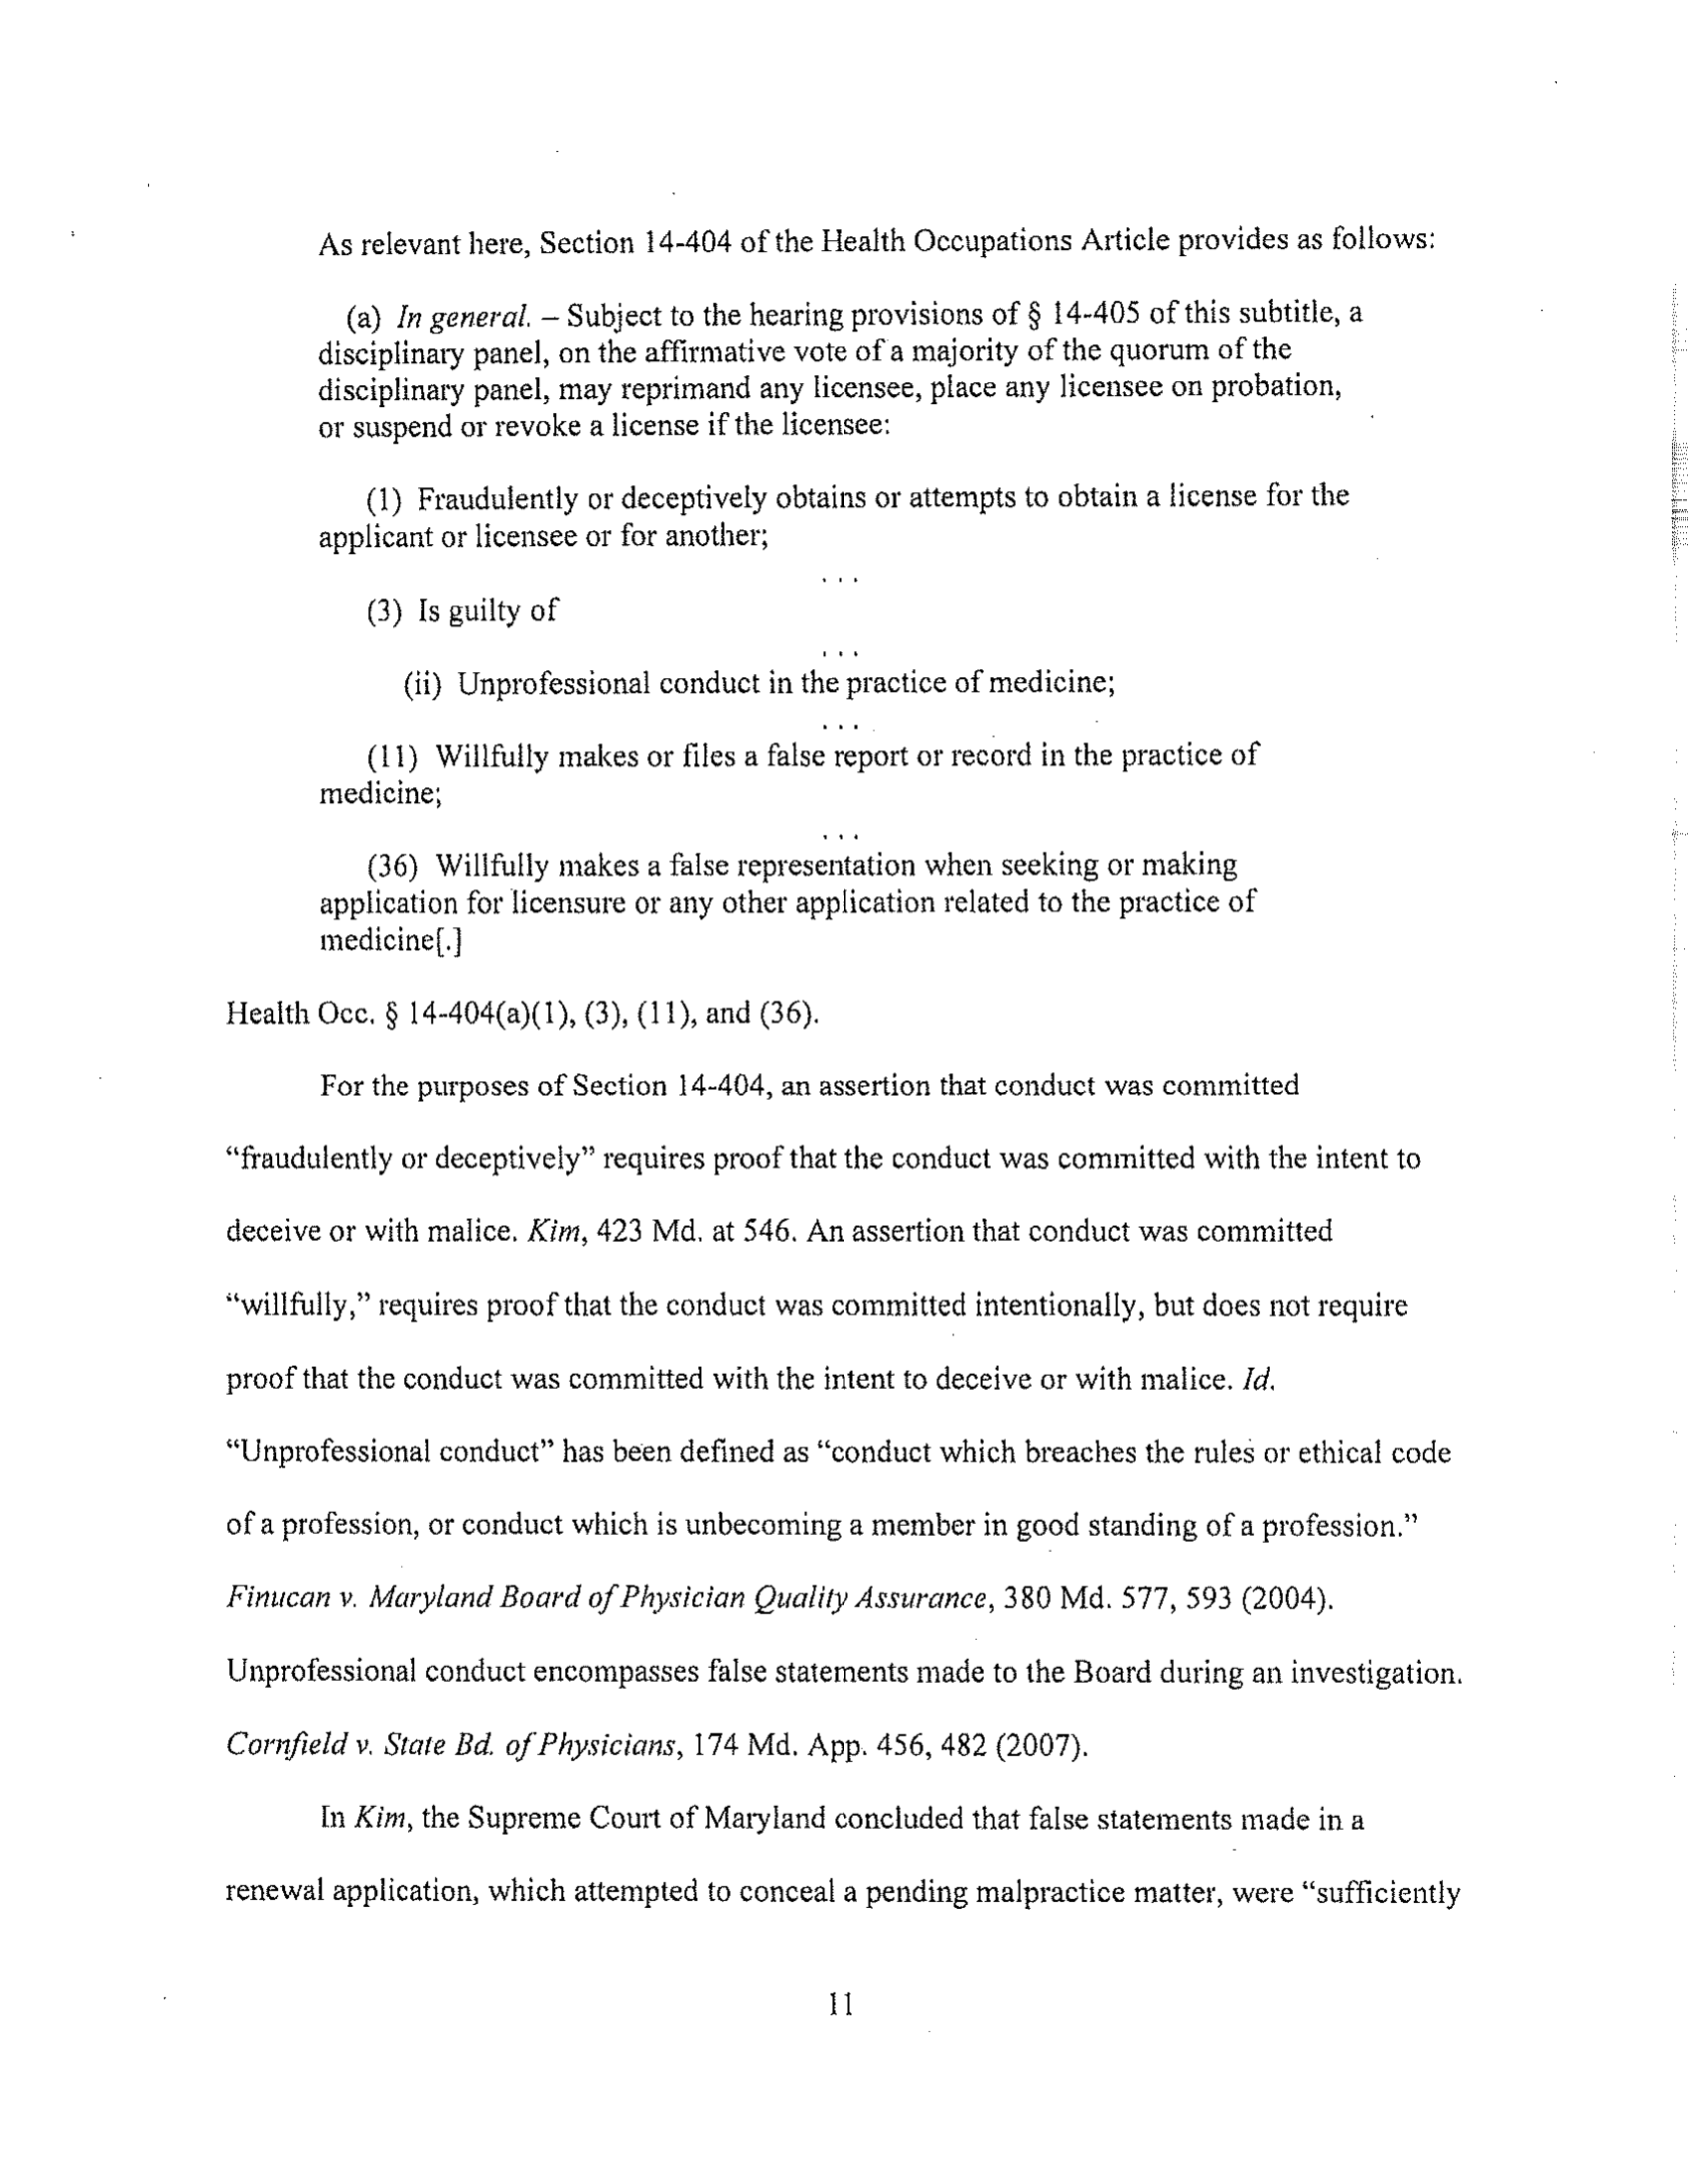 As relevant here, Section 14-404 of the Health Occupations Article provides as follows:
(a) In general. – Subject to the hearing provisions of § 14-405 of this subtitle, a
disciplinary panel, on the affirmative vote of a majority of the quorum of the
disciplinary panel, may reprimand any licensee, place any licensee on probation,
or suspend or revoke a license if the licensee:
(1) Fraudulently or deceptively obtains or attempts to obtain a license for the
applicant or licensee or for another;
. . .
(3) Is guilty of
. . .
(ii) Unprofessional conduct in the practice of medicine;
. . .
(11) Willfully makes or files a false report or record in the practice of
medicine;
. . .
(36) Willfully makes a false representation when seeking or making
application for licensure or any other application related to the practice of
medicine[.]
Health Occ. § 14-404(a)(1), (3), (11), and (36).
For the purposes of Section 14-404, an assertion that conduct was committed
“fraudulently or deceptively” requires proof that the conduct was committed with the intent to
deceive or with malice. Kim, 423 Md. at 546. An assertion that conduct was committed
“willfully,” requires proof that the conduct was committed intentionally, but does not require
proof that the conduct was committed with the intent to deceive or with malice. Id.
“Unprofessional conduct” has been defined as “conduct which breaches the rules or ethical code
of a profession, or conduct which is unbecoming a member in good standing of a profession.”
Finucan v. Maryland Board of Physician Quality Assurance, 380 Md. 577, 593 (2004).
Unprofessional conduct encompasses false statements made to the Board during an investigation.
Cornfield v. State Bd. of Physicians, 174 Md. App. 456, 482 (2007).
In Kim, the Supreme Court of Maryland concluded that false statements made in a
renewal application, which attempted to conceal a pending malpractice matter, were “sufficiently
11